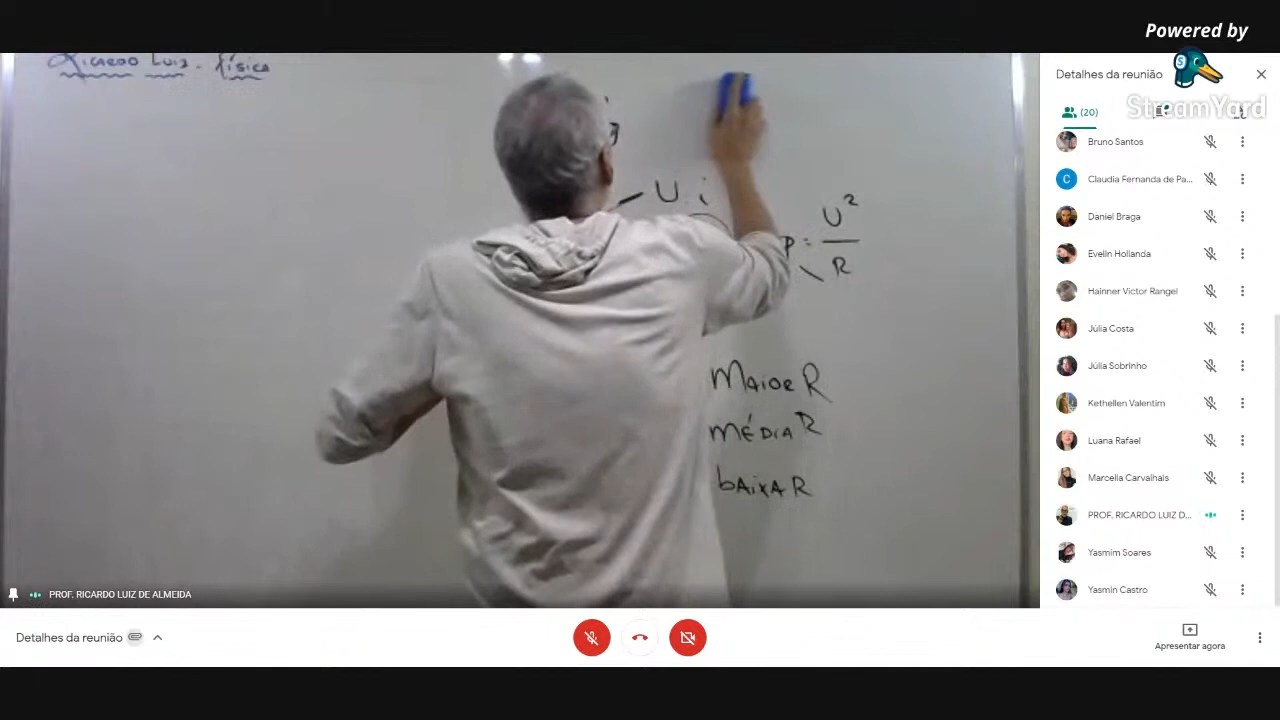 Powered by
StreamYard
Ricardo Luiz - física
U . i
P = U²
R
Maior R
média R
baixa R
PROF. RICARDO LUIZ DE ALMEIDA
Detalhes da reunião
(20)
Bruno Santos
C
Claudia Fernanda de Pa...
Daniel Braga
Evelin Hollanda
Hainner Victor Rangel
Júlia Costa
Júlia Sobrinho
Kethellen Valentim
Luana Rafael
Marcella Carvalhais
PROF. RICARDO LUIZ D...
Yasmim Soares
Yasmin Castro
Detalhes da reunião
Apresentar agora